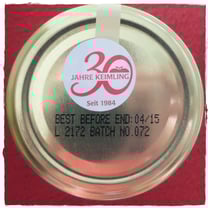 30
JAHRE KEIMLING
Seit 1984
BEST BEFORE END:04/15
L 2172 BATCH NO.072